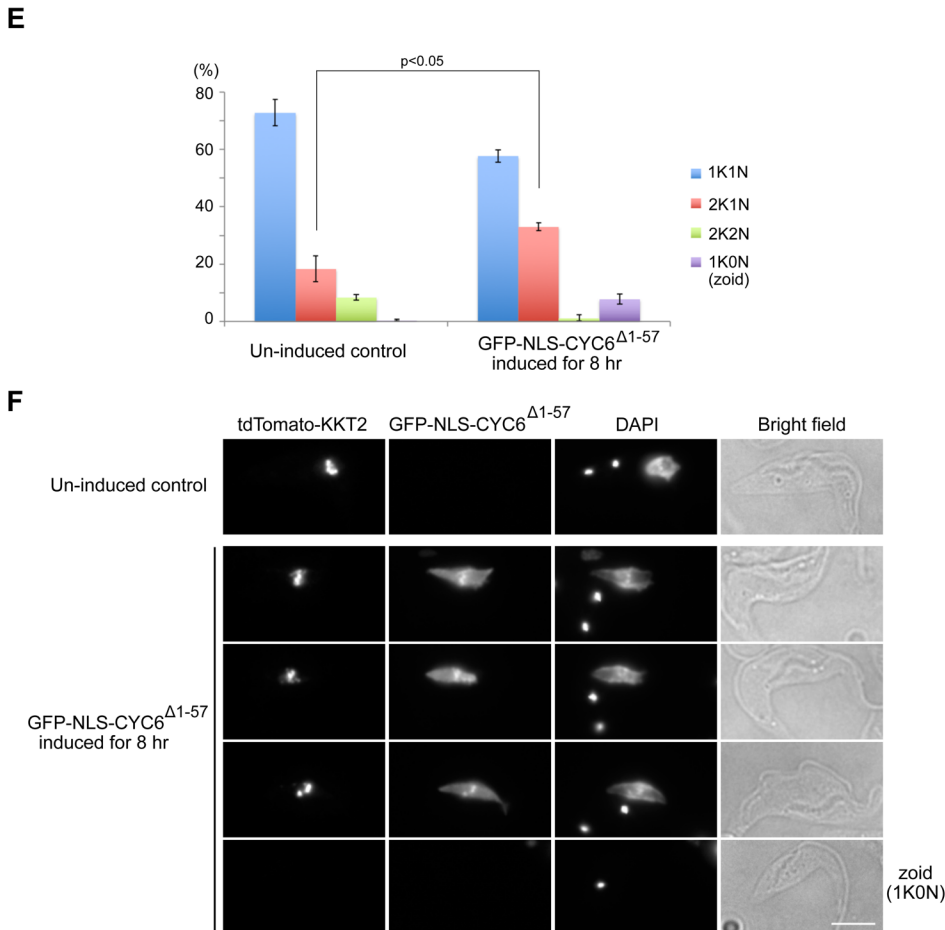 E
(%)
p<0.05
80
60
40
20
0
1K1N
2K1N
2K2N
1K0N
(zoid)
Un-induced control
GFP-NLS-CYC6Δ1-57
induced for 8 hr
F
tdTomato-KKT2 GFP-NLS-CYC6Δ1-57 DAPI Bright field
Un-induced control
GFP-NLS-CYC6Δ1-57
induced for 8 hr
zoid
(1K0N)